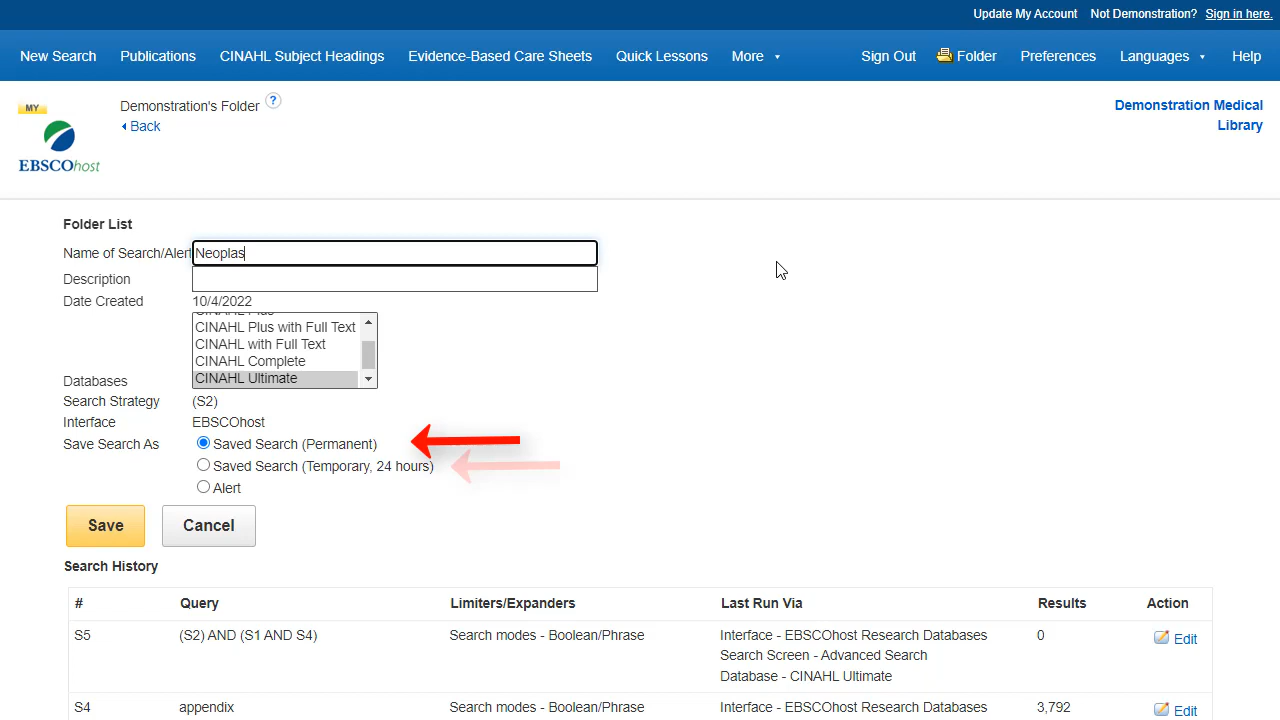 Update My Account Not Demonstration? Sign in here.
New Search Publications CINAHL Subject Headings Evidence-Based Care Sheets Quick Lessons More Sign Out Folder Preferences Languages Help
MY
EBSCOhost
Demonstration's Folder ?
Back
Demonstration Medical
Library
Folder List
Name of Search/Alert Neoplas
Description
Date Created 10/4/2022
CINAHL Plus
CINAHL Plus with Full Text
CINAHL with Full Text
CINAHL Complete
Databases CINAHL Ultimate
Search Strategy (S2)
Interface EBSCOhost
Save Search As Saved Search (Permanent)
Saved Search (Temporary, 24 hours)
Alert
Save Cancel
Search History
# Query Limiters/Expanders Last Run Via Results Action
S5 (S2) AND (S1 AND S4) Search modes - Boolean/Phrase Interface - EBSCOhost Research Databases 0 Edit
Search Screen - Advanced Search
Database - CINAHL Ultimate
S4 appendix Search modes - Boolean/Phrase Interface - EBSCOhost Research Databases 3,792 Edit